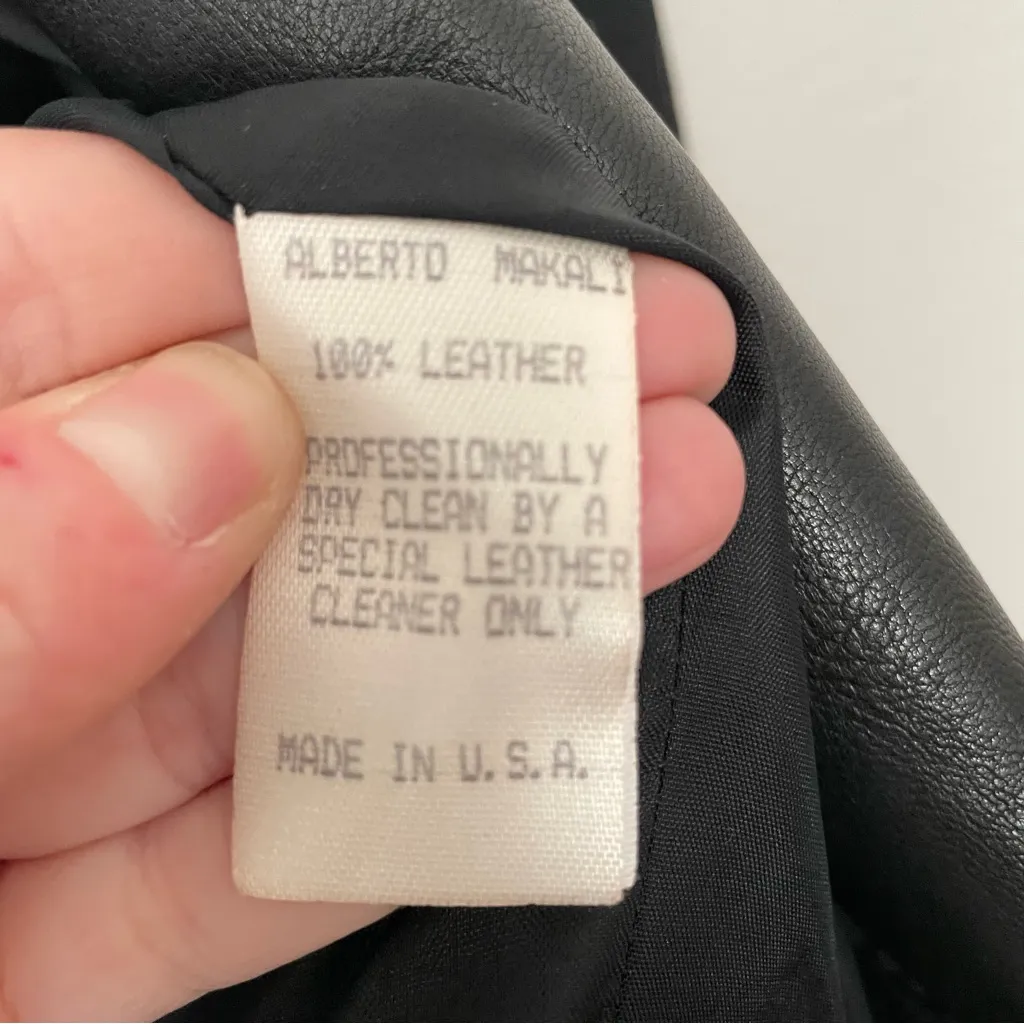 ALBERTO MAKALI
100% LEATHER
PROFESSIONALLY
DRY CLEAN BY A
SPECIAL LEATHER
CLEANER ONLY
MADE IN U.S.A.